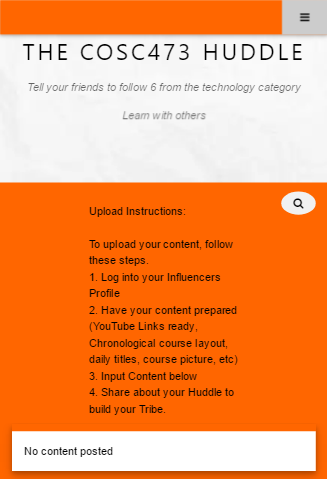 THE COSC473 HUDDLE
Tell your friends to follow 6 from the technology category
Learn with others
Upload Instructions:
To upload your content, follow
these steps.
1. Log into your Influencers
Profile
2. Have your content prepared
(YouTube Links ready,
Chronological course layout,
daily titles, course picture, etc)
3. Input Content below
4. Share about your Huddle to
build your Tribe.
No content posted